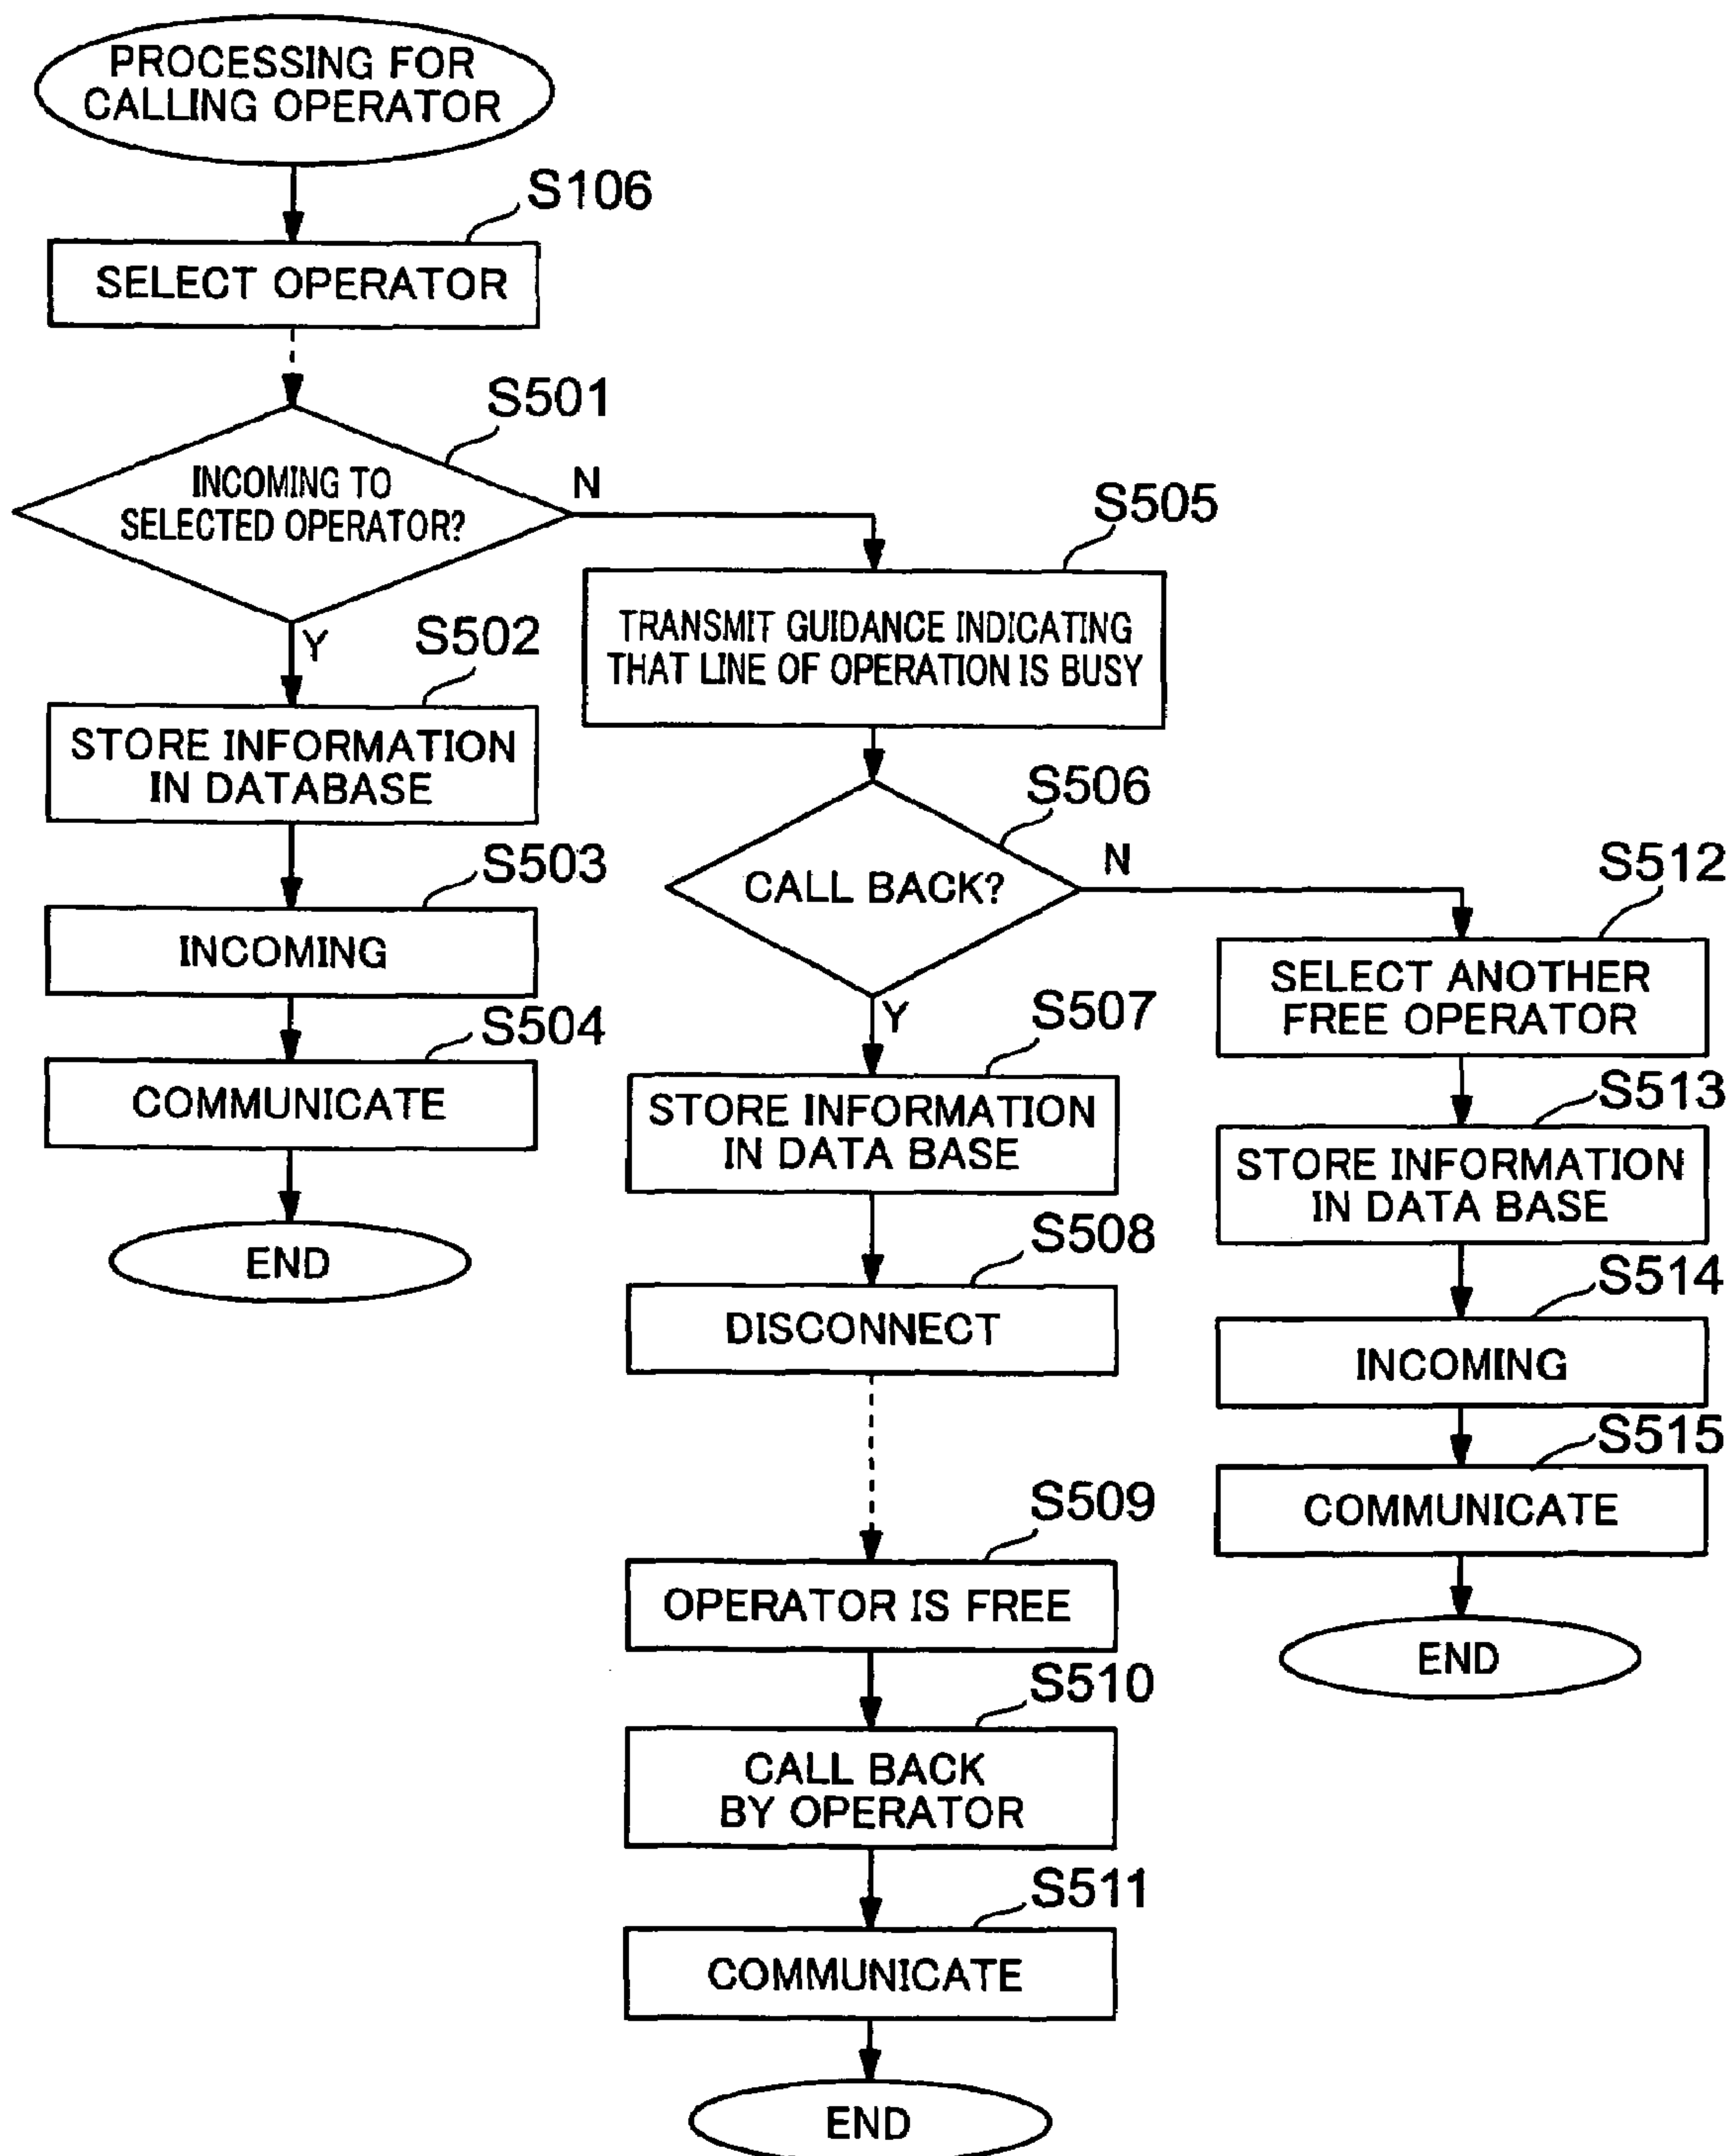 PROCESSING FOR
CALLING OPERATOR
S106
SELECT OPERATOR
S501
INCOMING TO
SELECTED OPERATOR?
N
Y
S502
STORE INFORMATION
IN DATABASE
S503
INCOMING
S504
COMMUNICATE
END
S505
TRANSMIT GUIDANCE INDICATING
THAT LINE OF OPERATION IS BUSY
S506
CALL BACK?
N
Y
S507
STORE INFORMATION
IN DATA BASE
S508
DISCONNECT
S509
OPERATOR IS FREE
S510
CALL BACK
BY OPERATOR
S511
COMMUNICATE
END
S512
SELECT ANOTHER
FREE OPERATOR
S513
STORE INFORMATION
IN DATA BASE
S514
INCOMING
S515
COMMUNICATE
END